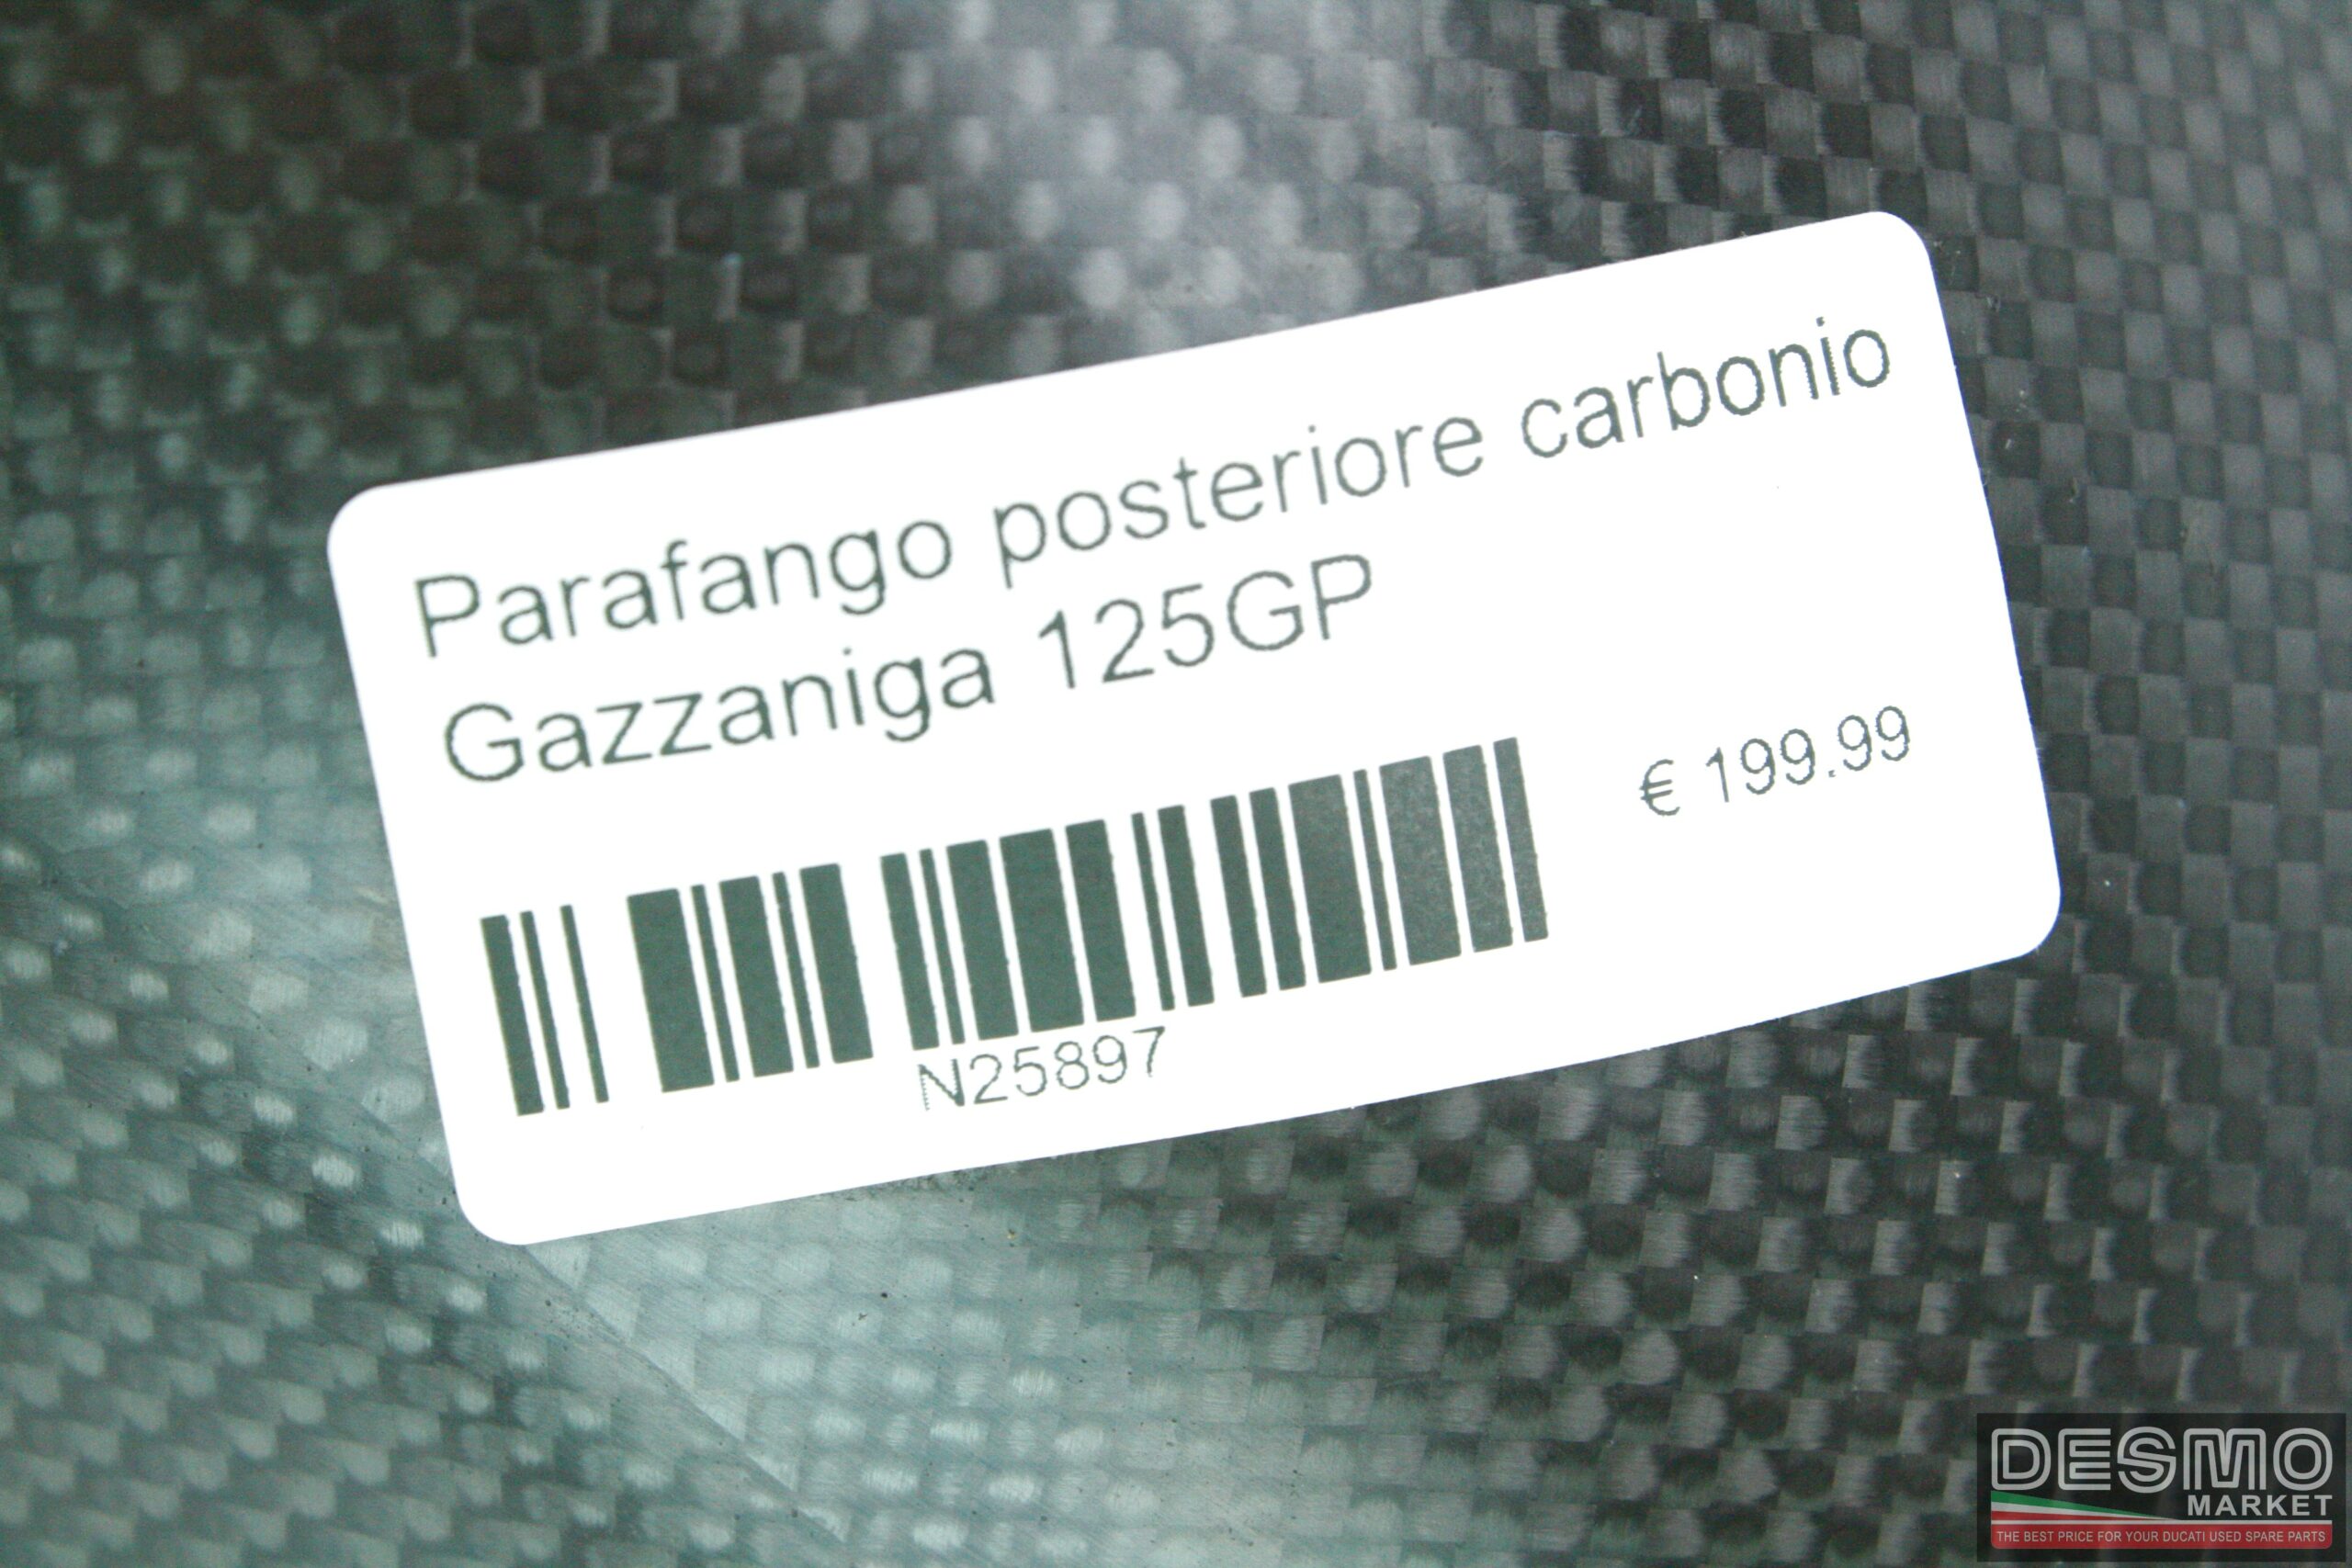 Parafango posteriore carbonio
Gazzaniga 125GP
€ 199.99
N25897
DESMO
MARKET
THE BEST PRICE FOR YOUR DUCATI USED SPARE PARTS